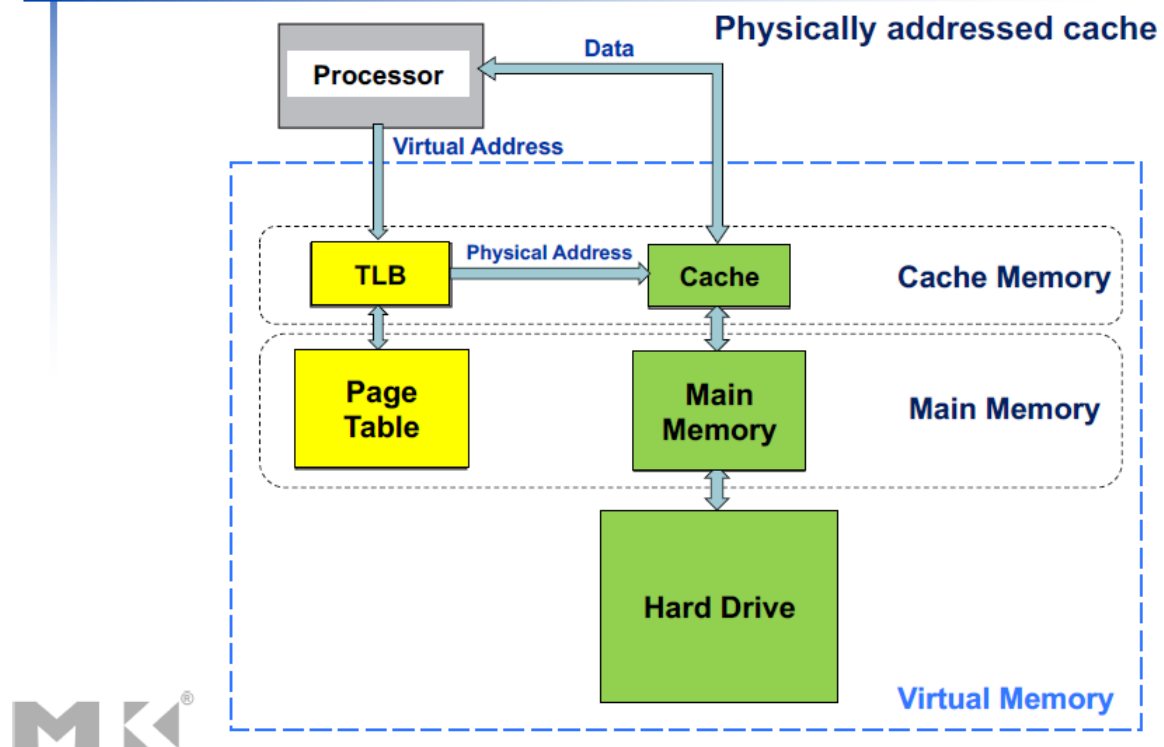 Physically addressed cache
Data
Processor
Virtual Address
Physical Address
TLB
Cache
Cache Memory
Page
Table
Main
Memory
Main Memory
Hard Drive
Virtual Memory
MK®